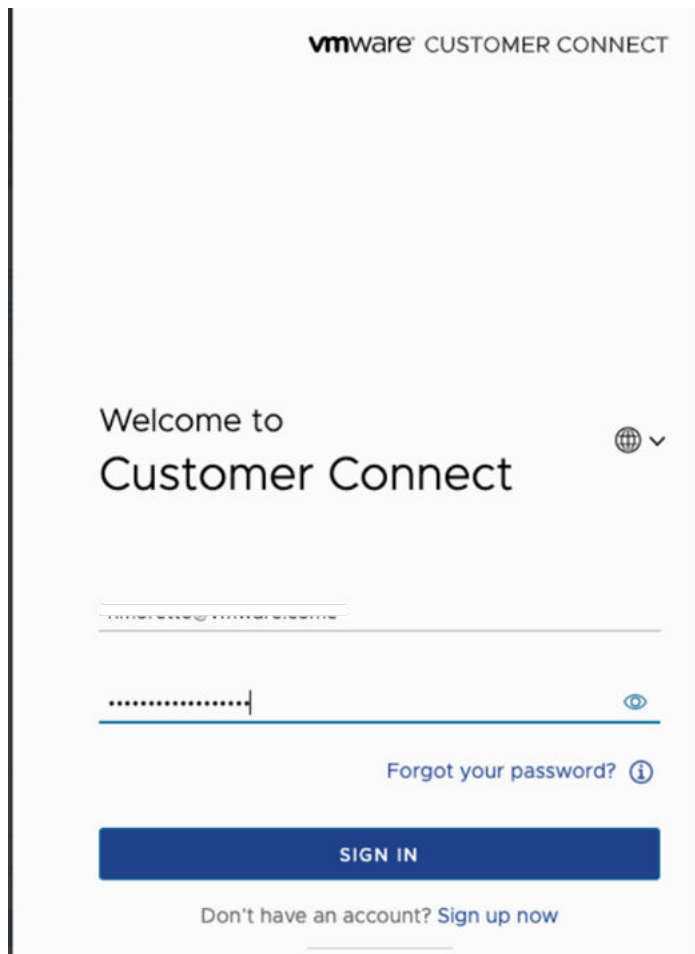 vmware® CUSTOMER CONNECT
Welcome to
Customer Connect
••••••••••••••••••
Forgot your password?
SIGN IN
Don't have an account? Sign up now